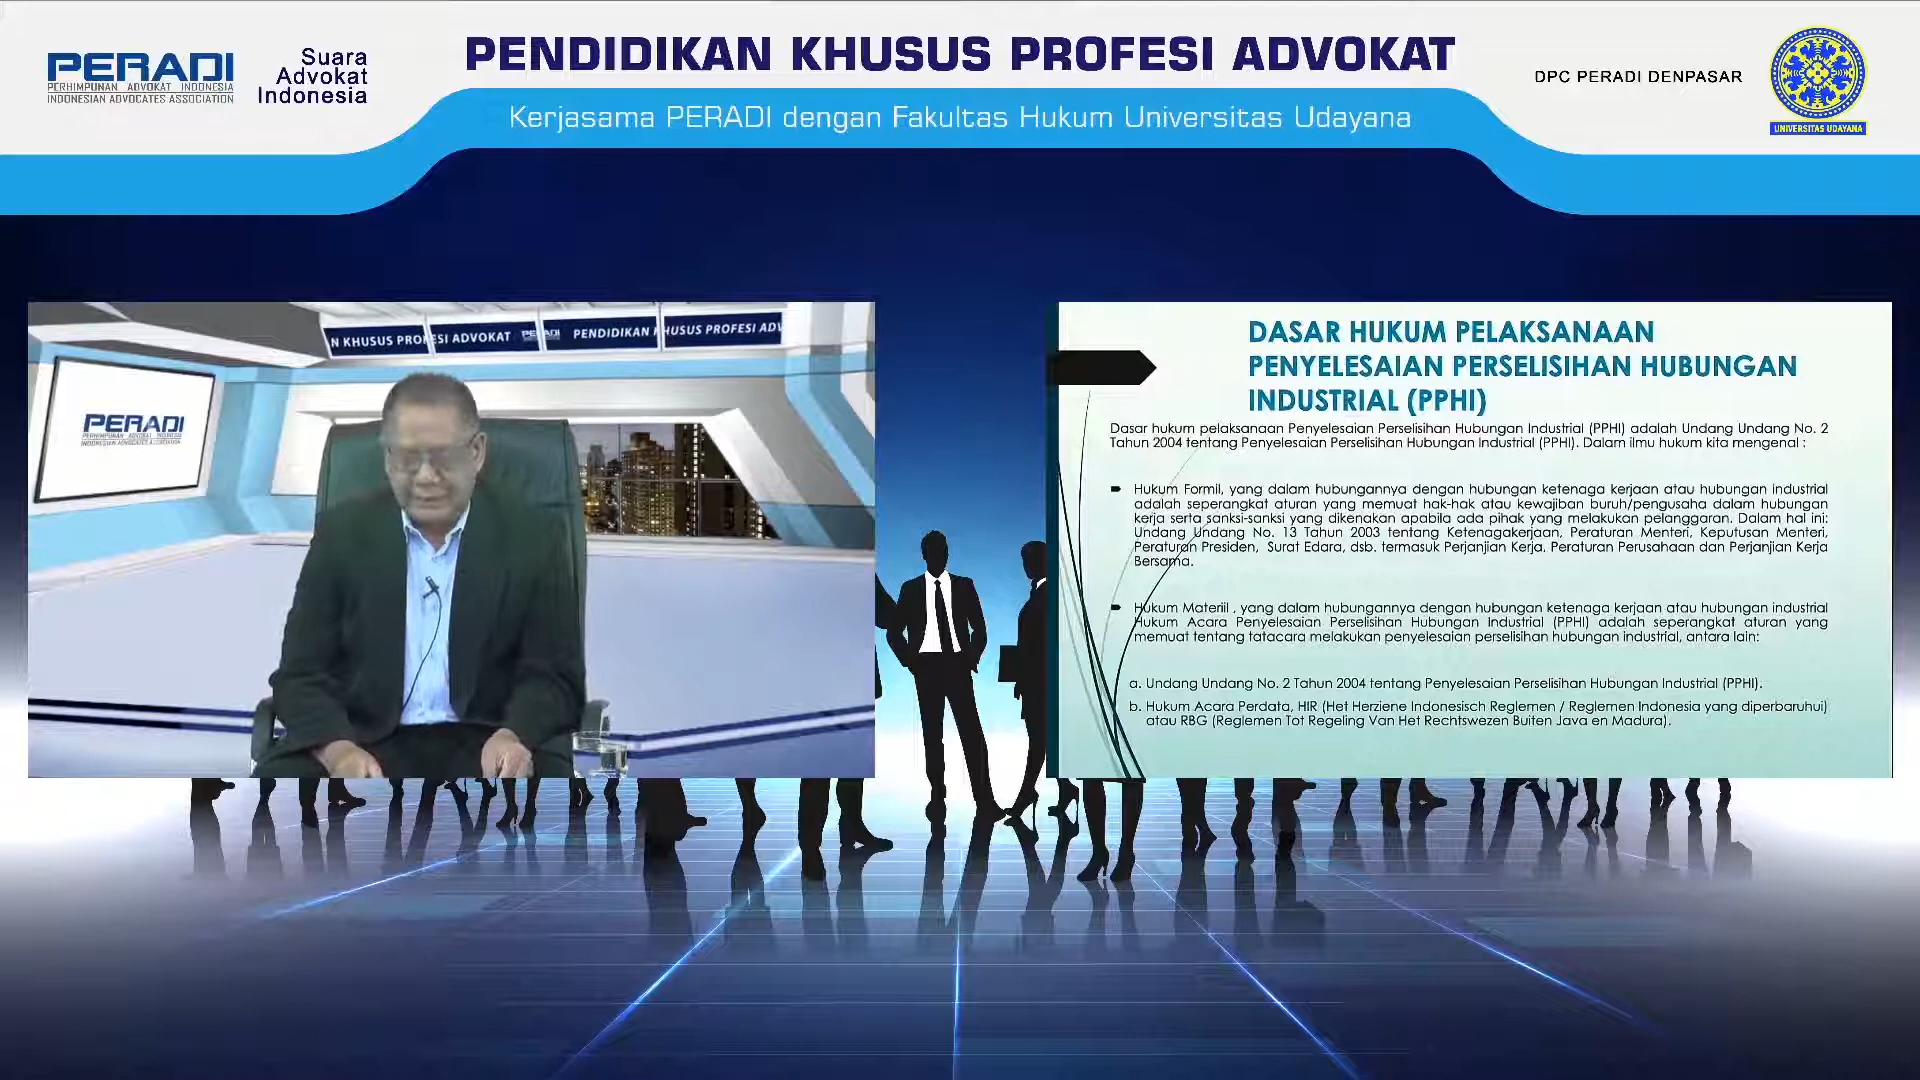 PERADI
PERHIMPUNAN ADVOKAT INDONESIA
INDONESIAN ADVOCATES ASSOCIATION
Suara
Advokat
Indonesia
PENDIDIKAN KHUSUS PROFESI ADVOKAT
Kerjasama PERADI dengan Fakultas Hukum Universitas Udayana
DPC PERADI DENPASAR
UNIVERSITAS UDAYANA
N KHUSUS PROFESI ADVOKAT PERADI PENDIDIKAN KHUSUS PROFESI ADV
PERADI
PERHIMPUNAN ADVOKAT INDONESIA
INDONESIAN ADVOCATES ASSOCIATION
DASAR HUKUM PELAKSANAAN
PENYELESAIAN PERSELISIHAN HUBUNGAN
INDUSTRIAL (PPHI)
Dasar hukum pelaksanaan Penyelesaian Perselisihan Hubungan Industrial (PPHI) adalah Undang Undang No. 2
Tahun 2004 tentang Penyelesaian Perselisihan Hubungan Industrial (PPHI). Dalam ilmu hukum kita mengenal :
Hukum Formil, yang dalam hubungannya dengan hubungan ketenaga kerjaan atau hubungan industrial
adalah seperangkat aturan yang memuat hak-hak atau kewajiban buruh/pengusaha dalam hubungan
kerja serta sanksi-sanksi yang dikenakan apabila ada pihak yang melakukan pelanggaran. Dalam hal ini:
Undang Undang No. 13 Tahun 2003 tentang Ketenagakerjaan, Peraturan Menteri, Keputusan Menteri,
Peraturan Presiden, Surat Edara, dsb. termasuk Perjanjian Kerja, Peraturan Perusahaan dan Perjanjian Kerja
Bersama.
Hukum Materiil , yang dalam hubungannya dengan hubungan ketenaga kerjaan atau hubungan industrial
Hukum Acara Penyelesaian Perselisihan Hubungan Industrial (PPHI) adalah seperangkat aturan yang
memuat tentang tatacara melakukan penyelesaian perselisihan hubungan industrial, antara lain:
a. Undang Undang No. 2 Tahun 2004 tentang Penyelesaian Perselisihan Hubungan Industrial (PPHI).
b. Hukum Acara Perdata, HIR (Het Herziene Indonesisch Reglemen / Reglemen Indonesia yang diperbaruhui)
atau RBG (Reglemen Tot Regeling Van Het Rechtswezen Buiten Java en Madura).